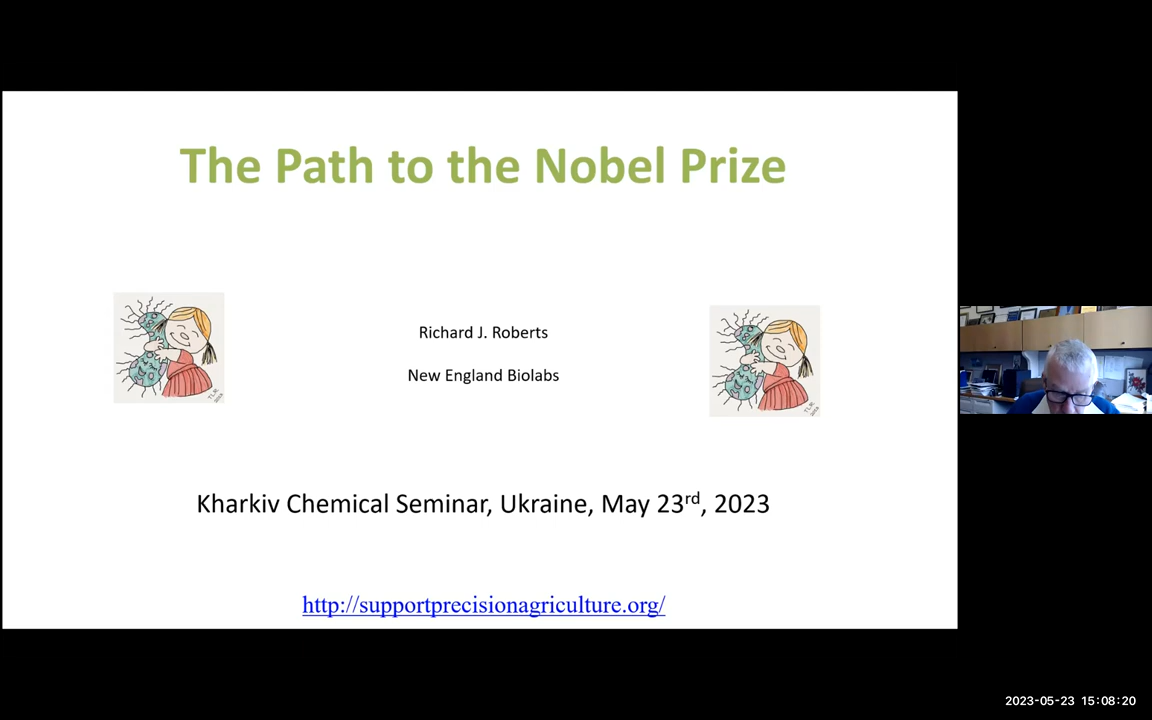 The Path to the Nobel Prize
Richard J. Roberts
New England Biolabs
Kharkiv Chemical Seminar, Ukraine, May 23rd, 2023
http://supportprecisionagriculture.org/
2023-05-23 15:08:20